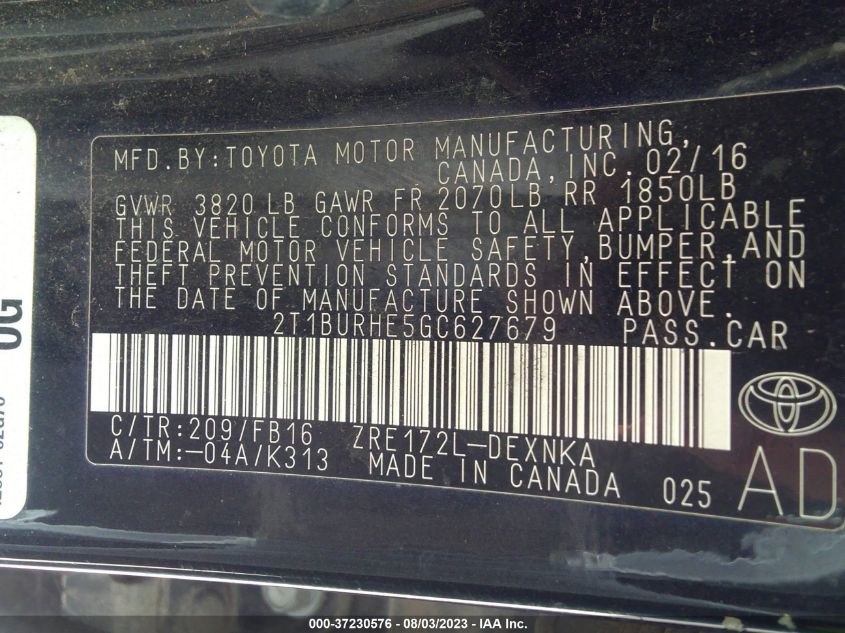 MFD.BY:TOYOTA MOTOR MANUFACTURING,
CANADA,INC.02/16
GVWR 3820 LB GAWR FR 2070LB RR 1850LB
THIS VEHICLE CONFORMS TO ALL APPLICABLE
FEDERAL MOTOR VEHICLE SAFETY,BUMPER,AND
THEFT PREVENTION STANDARDS IN EFFECT ON
THE DATE OF MANUFACTURE SHOWN ABOVE.
2T1BURHE5GC627679 PASS.CAR
C/TR:209/FB16 ZRE172L-DEXNKA
A/TM:-04A/K313 MADE IN CANADA 025
AD
0G
000-37230576 - 08/03/2023 - IAA Inc.